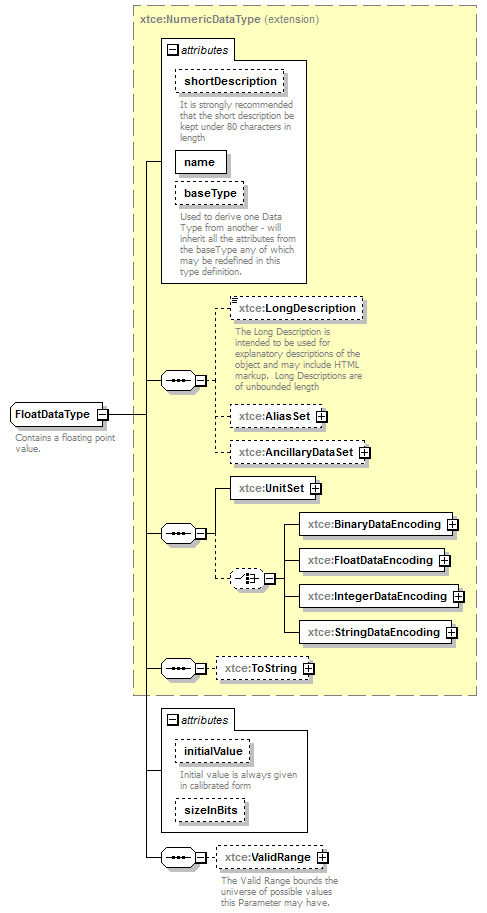 xtce:NumericDataType (extension)
attributes
shortDescription
It is strongly recommended
that the short description be
kept under 80 characters in
length
name
baseType
Used to derive one Data
Type from another - will
inherit all the attributes from
the baseType any of which
may be redefined in this
type definition.
xtce:LongDescription
The Long Description is
intended to be used for
explanatory descriptions of the
object and may include HTML
markup.  Long Descriptions are
of unbounded length
FloatDataType
Contains a floating point
value.
xtce:AliasSet
xtce:AncillaryDataSet
xtce:UnitSet
xtce:BinaryDataEncoding
xtce:FloatDataEncoding
xtce:IntegerDataEncoding
xtce:StringDataEncoding
xtce:ToString
attributes
initialValue
Initial value is always given
in calibrated form
sizeInBits
xtce:ValidRange
The Valid Range bounds the
universe of possible values
this Parameter may have.